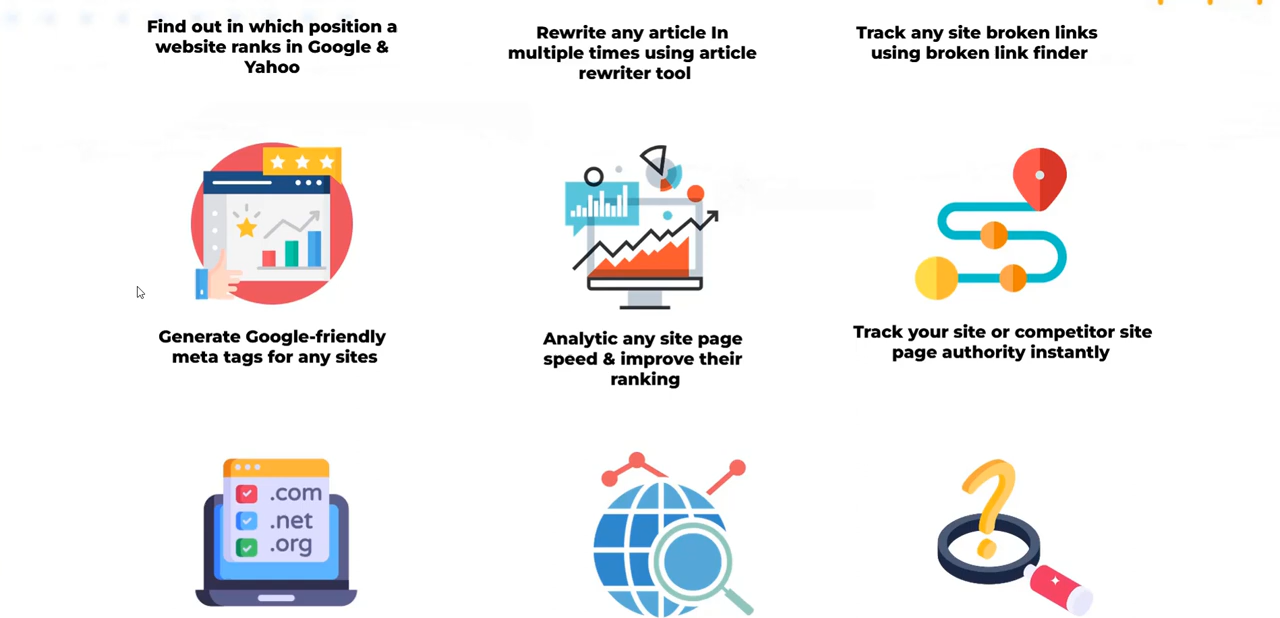 Find out in which position a
website ranks in Google &
Yahoo
Rewrite any article In
multiple times using article
rewriter tool
Track any site broken links
using broken link finder
Generate Google-friendly
meta tags for any sites
Analytic any site page
speed & improve their
ranking
Track your site or competitor site
page authority instantly
.com
.net
.org